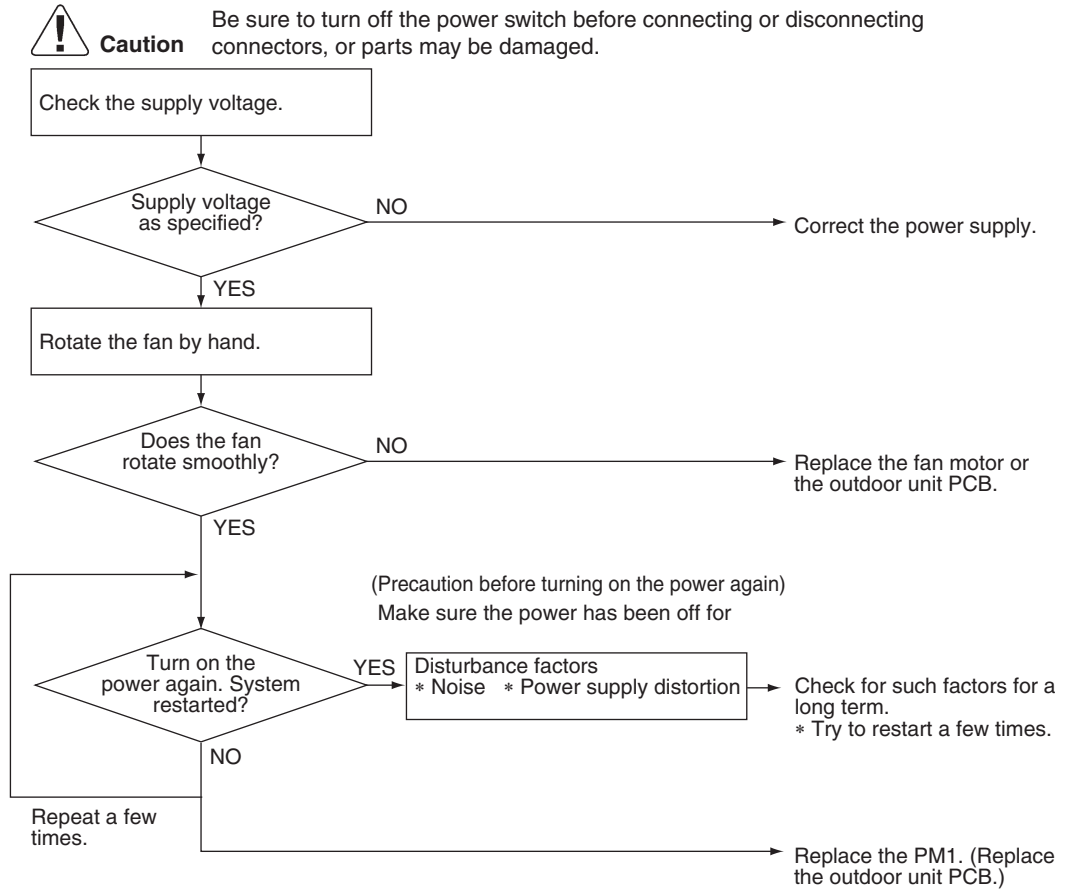 Be sure to turn off the power switch before connecting or disconnecting
Caution
connectors, or parts may be damaged.
Check the supply voltage.
Supply voltage
as specified?
NO
Correct the power supply.
YES
Rotate the fan by hand.
Does the fan
rotate smoothly?
NO
Replace the fan motor or
the outdoor unit PCB.
YES
(Precaution before turning on the power again)
Make sure the power has been off for
Turn on the
power again. System
restarted?
YES
Disturbance factors
* Noise * Power supply distortion
Check for such factors for a
long term.
* Try to restart a few times.
NO
Repeat a few
times.
Replace the PM1. (Replace
the outdoor unit PCB.)